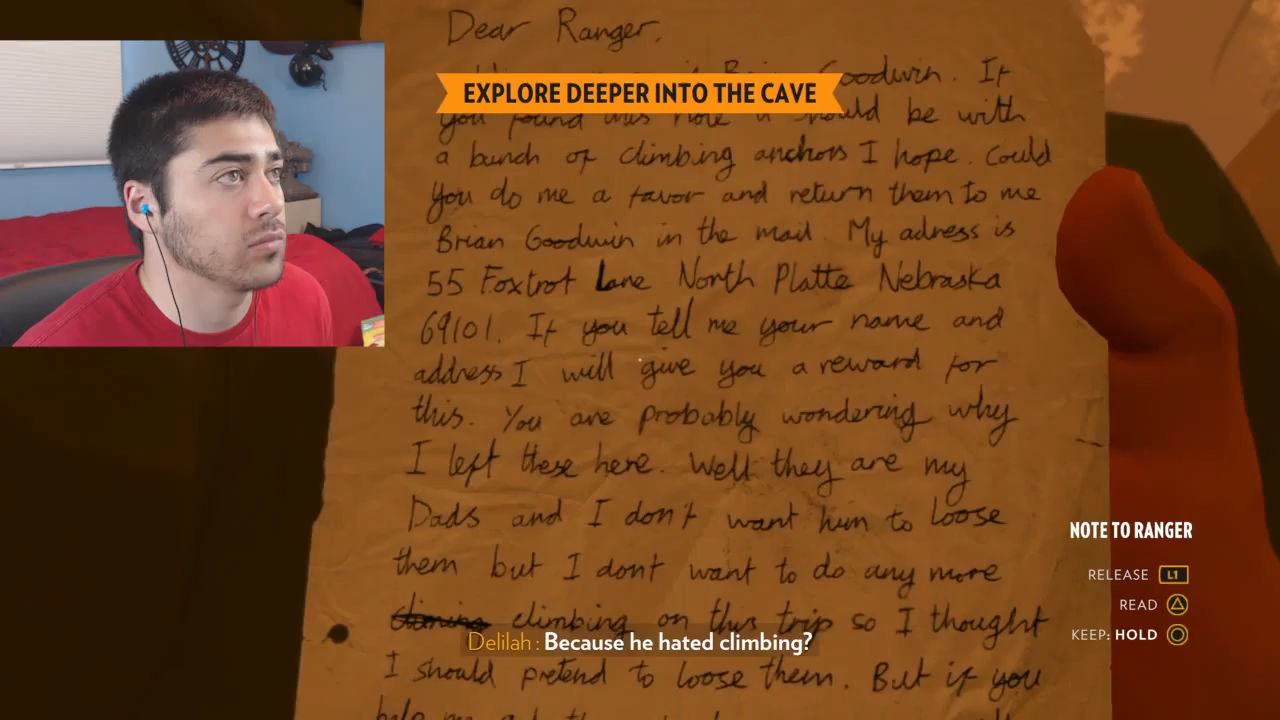 Dear Ranger,
Goodwin. If
EXPLORE DEEPER INTO THE CAVE
you found this note it should be with
a bunch of climbing anchors I hope. Could
you do me a favor and return them to me
Brian Goodwin in the mail. My adress is
55 Foxtrot Lane North Platte Nebraska
69101. If you tell me your name and
address I will give you a reward for
this. You are probably wondering why
I left these here. Well they are my
Dads and I don't want him to loose
them but I dont want to do any more
climbing on this trip so I thought
Delilah : Because he hated climbing?
I should pretend to loose them. But if you
NOTE TO RANGER
RELEASE L1
READ
KEEP: HOLD